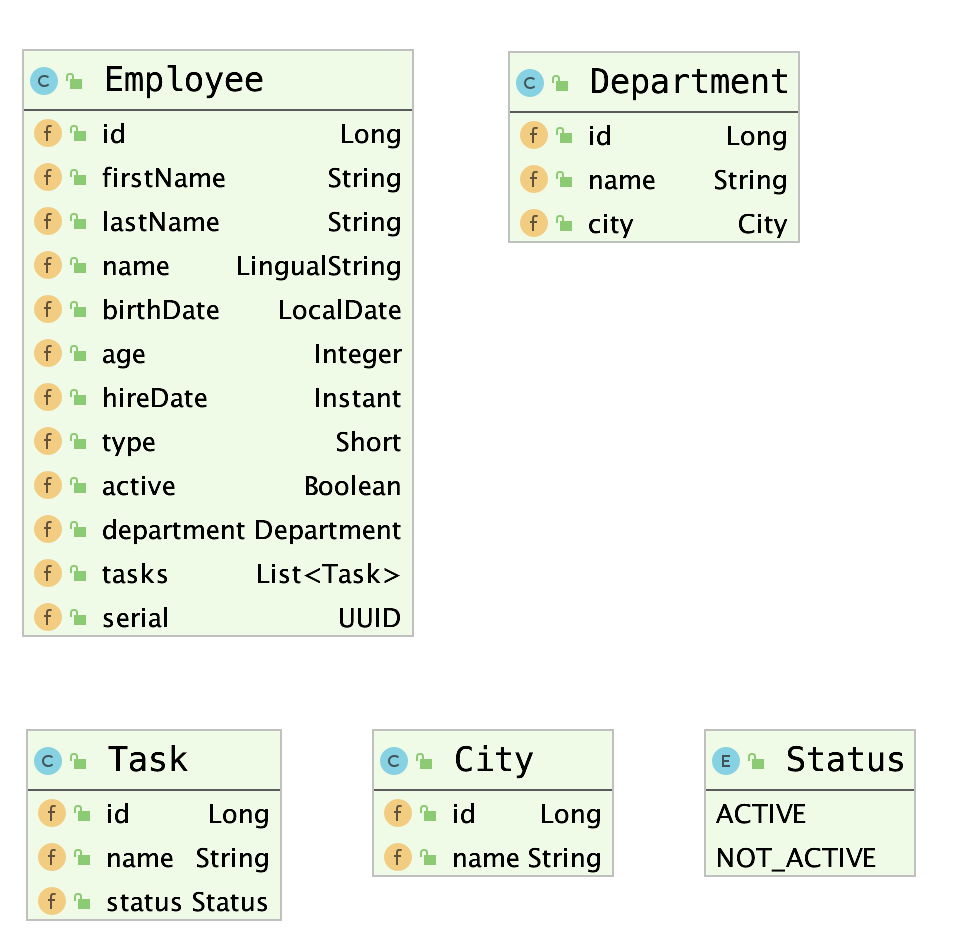 C Employee
f id Long
f firstName String
f lastName String
f name LingualString
f birthDate LocalDate
f age Integer
f hireDate Instant
f type Short
f active Boolean
f department Department
f tasks List<Task>
f serial UUID
C Department
f id Long
f name String
f city City
C Task
f id Long
f name String
f status Status
C City
f id Long
f name String
E Status
ACTIVE
NOT_ACTIVE